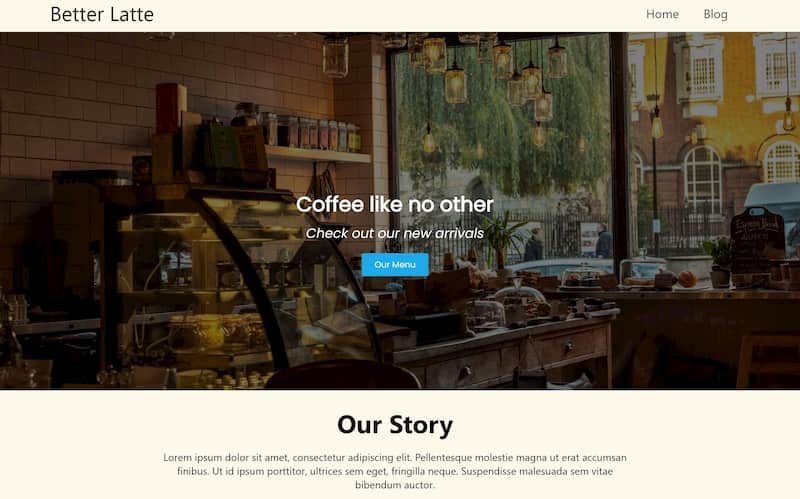 Better Latte
Home
Blog
Coffee like no other
Check out our new arrivals
Our Menu
Our Story
Lorem ipsum dolor sit amet, consectetur adipiscing elit. Pellentesque molestie magna ut erat accumsan
finibus. Ut id ipsum porttitor, ultrices sem eget, fringilla neque. Suspendisse malesuada sem vitae
bibendum auctor.